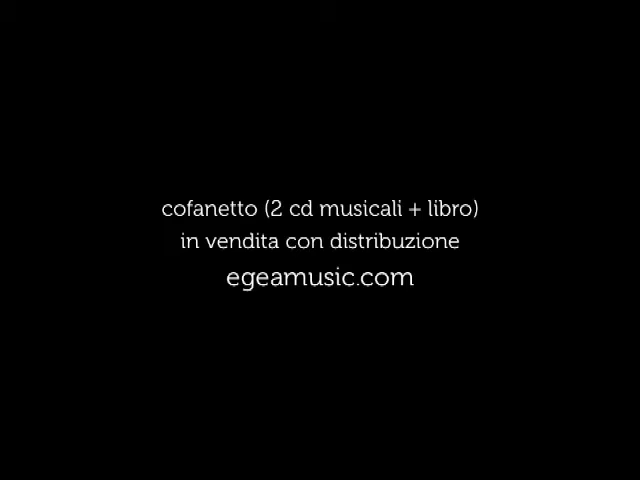 cofanetto (2 cd musicali + libro)
in vendita con distribuzione
egeamusic.com